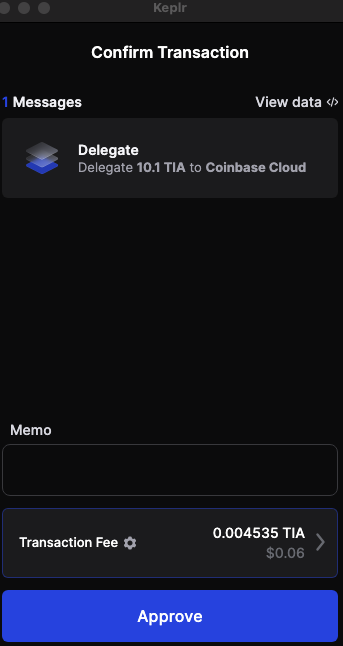 Keplr
Confirm Transaction
1 Messages
View data </>
Delegate
Delegate 10.1 TIA to Coinbase Cloud
Memo
Transaction Fee
0.004535 TIA
$0.06
Approve